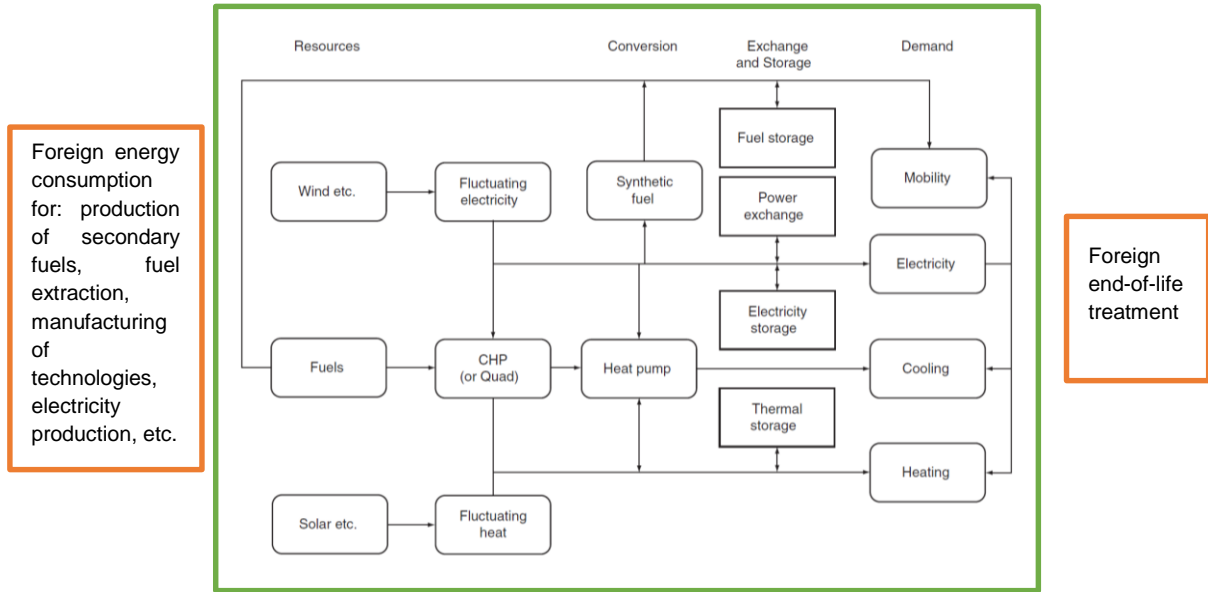 Resources
Conversion
Exchange
and Storage
Demand
Foreign energy
consumption
for: production
of secondary
fuels, fuel
extraction,
manufacturing
of
technologies,
electricity
production, etc.
Wind etc.
Fluctuating
electricity
Synthetic
fuel
Fuel storage
Power
exchange
Mobility
Electricity
Electricity
storage
Fuels
CHP
(or Quad)
Heat pump
Cooling
Thermal
storage
Heating
Solar etc.
Fluctuating
heat
Foreign
end-of-life
treatment